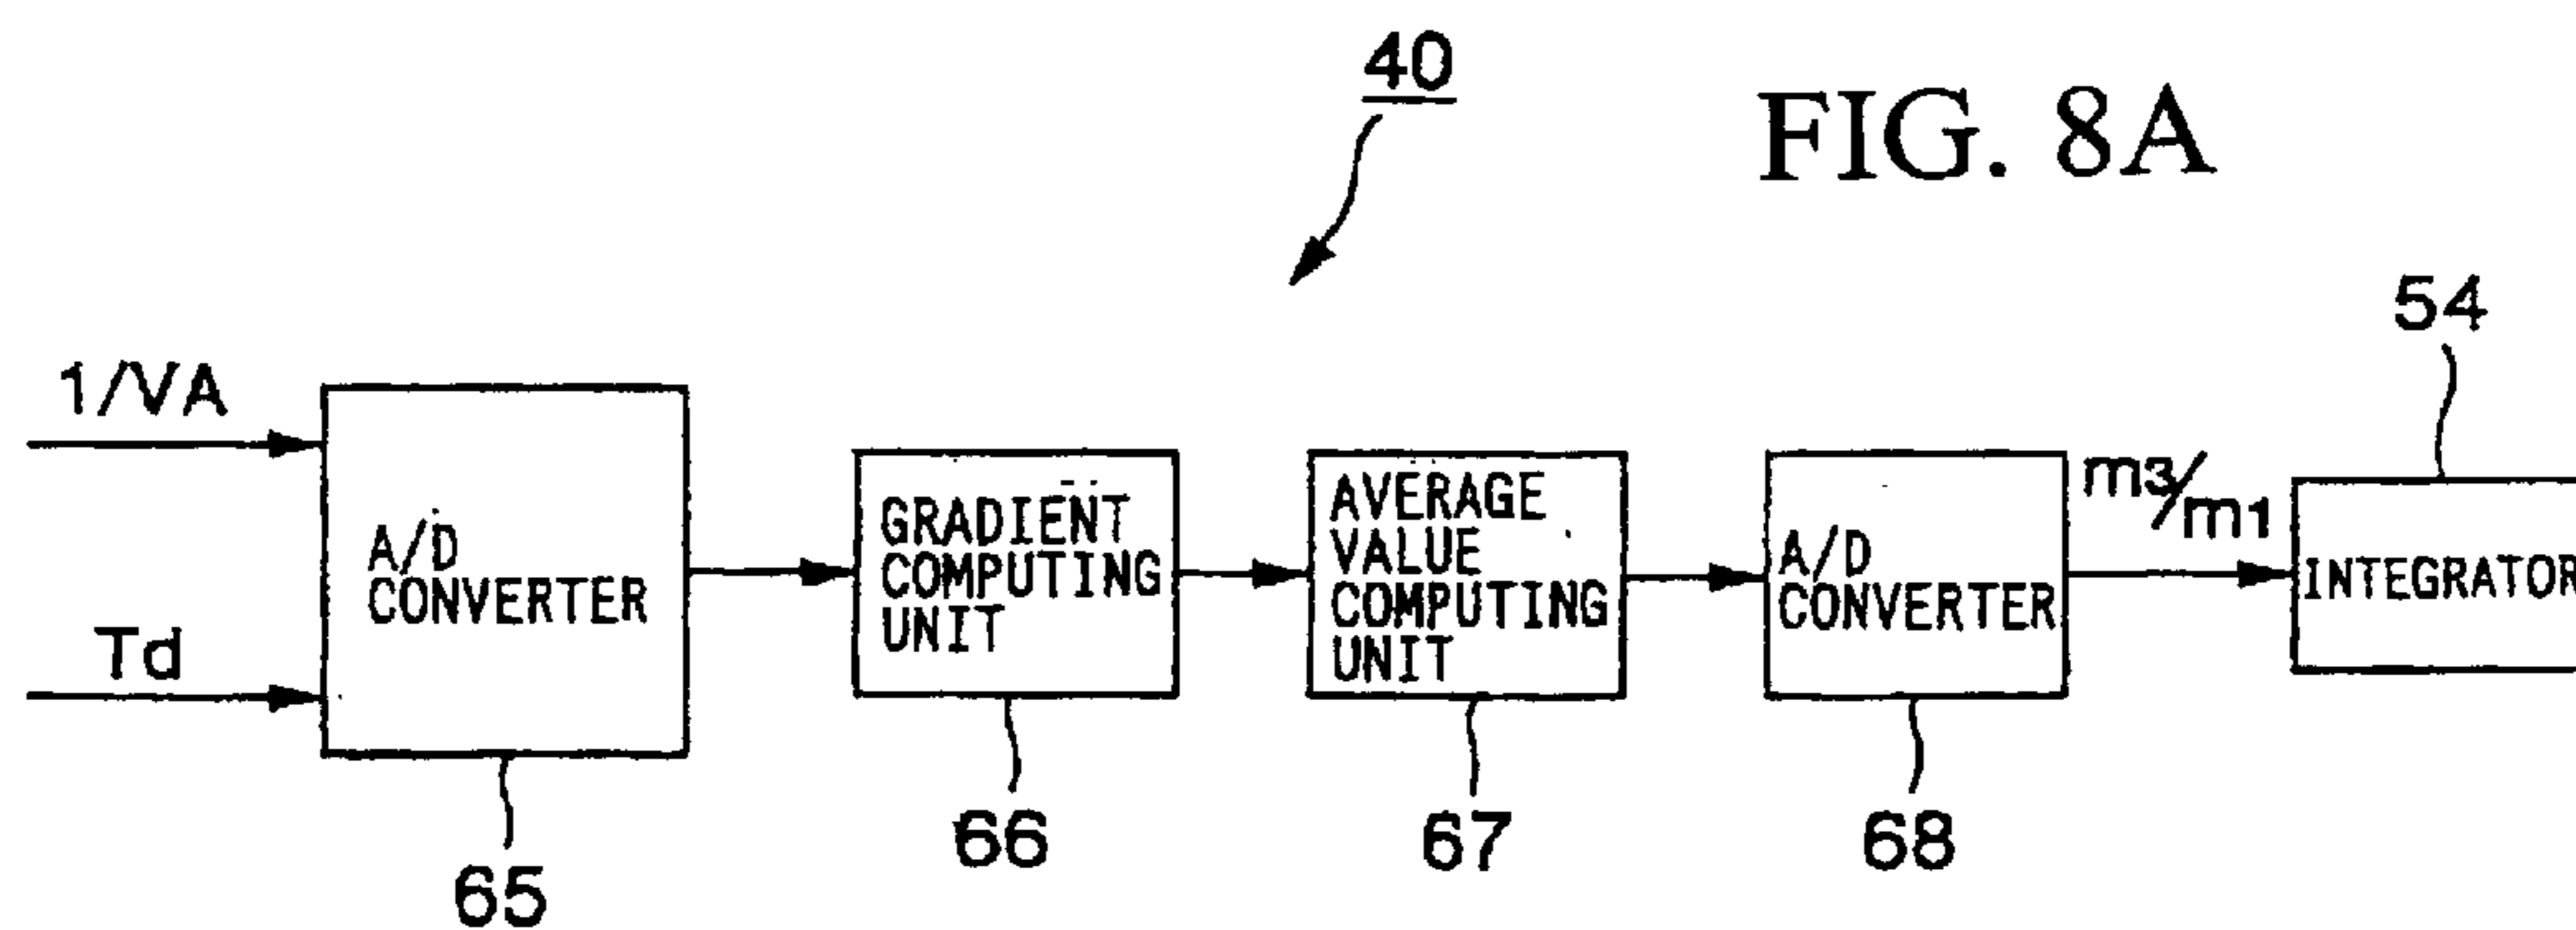 40
FIG. 8A
54
1/VA
Td
A/D
CONVERTER
GRADIENT
COMPUTING
UNIT
AVERAGE
VALUE
COMPUTING
UNIT
A/D
CONVERTER
m3/m1
INTEGRATOR
65
66
67
68